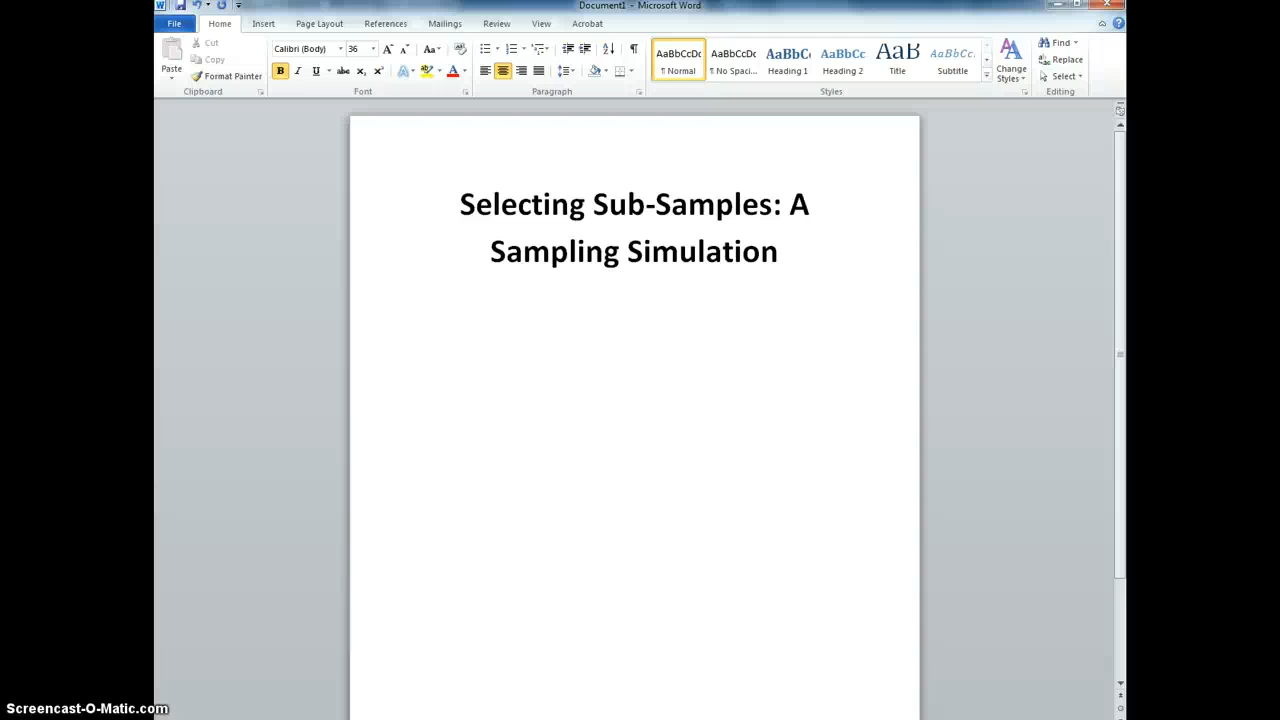 Document1 - Microsoft Word
File Home Insert Page Layout References Mailings Review View Acrobat
Cut
Copy
Format Painter
Paste
Clipboard
Calibri (Body) 36
Font
Paragraph
AaBbCcDc AaBbCcDc AaBbC AaBbCc AaB AaBbCc.
¶ Normal ¶ No Spaci... Heading 1 Heading 2 Title Subtitle
Change
Styles
Styles
Find
Replace
Select
Editing
Selecting Sub-Samples: A
Sampling Simulation
Screencast-O-Matic.com